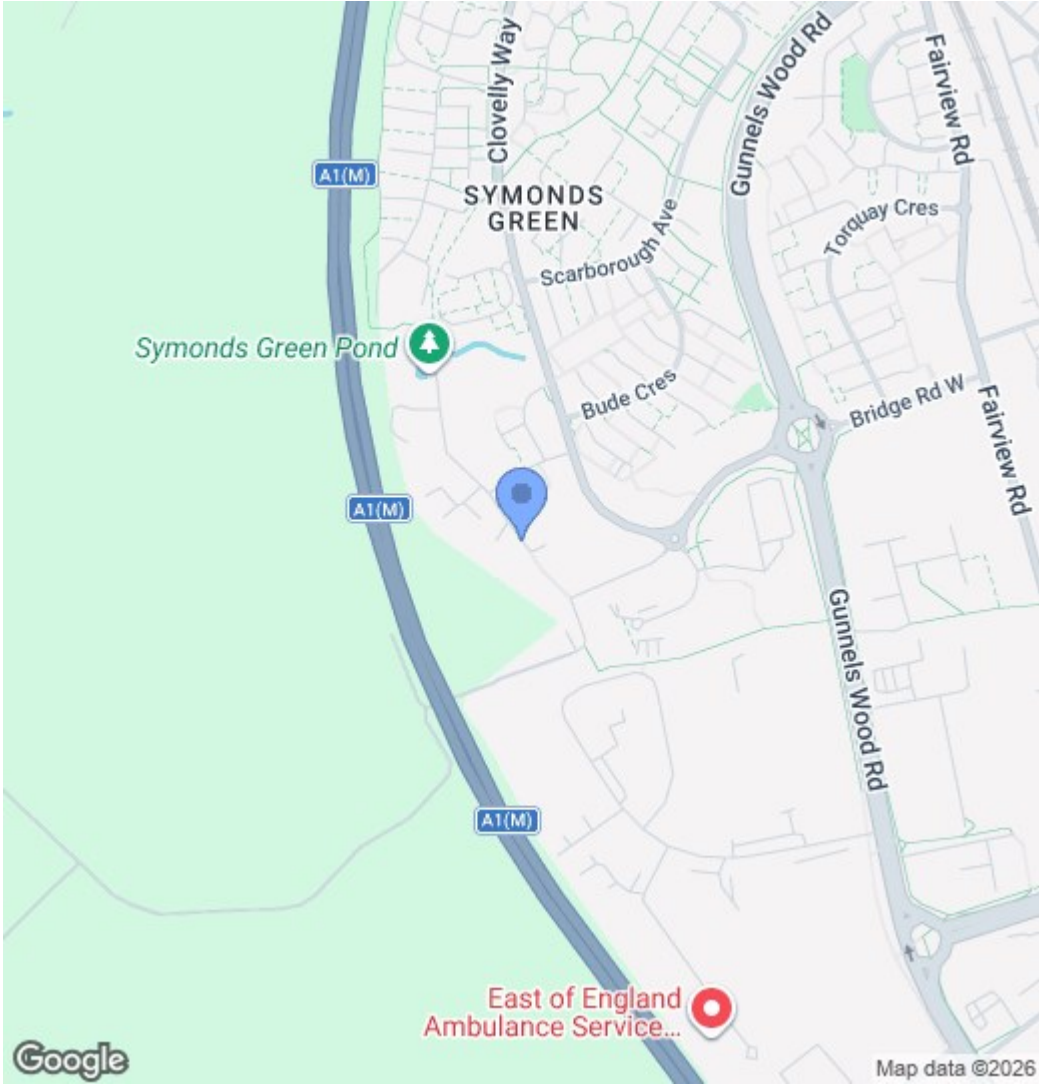 Clovelly Way
Gunnels Wood Rd
Fairview Rd
A1(M)
SYMONDS
GREEN
Torquay Cres
Scarborough Ave
Symonds Green Pond
Bude Cres
Bridge Rd W
Fairview Rd
A1(M)
Gunnels Wood Rd
A1(M)
East of England
Ambulance Service...
Google
Map data ©2026